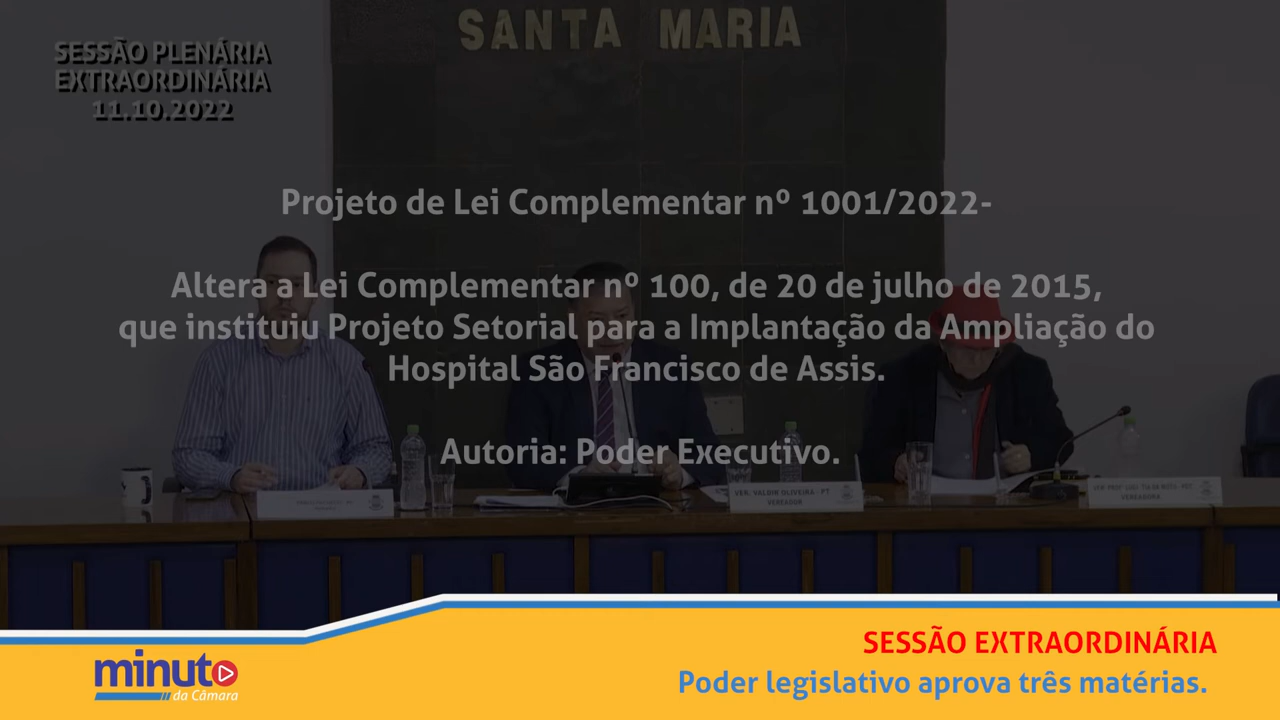 SANTA MARIA
SESSÃO PLENÁRIA
EXTRAORDINÁRIA
11.10.2022
Projeto de Lei Complementar nº 1001/2022-
Altera a Lei Complementar nº 100, de 20 de julho de 2015,
que instituiu Projeto Setorial para a Implantação da Ampliação do
Hospital São Francisco de Assis.
Autoria: Poder Executivo.
VER. VALDIR OLIVEIRA - PT
VEREADOR
VEREADORA
SESSÃO EXTRAORDINÁRIA
Poder legislativo aprova três matérias.
minuto
da Câmara